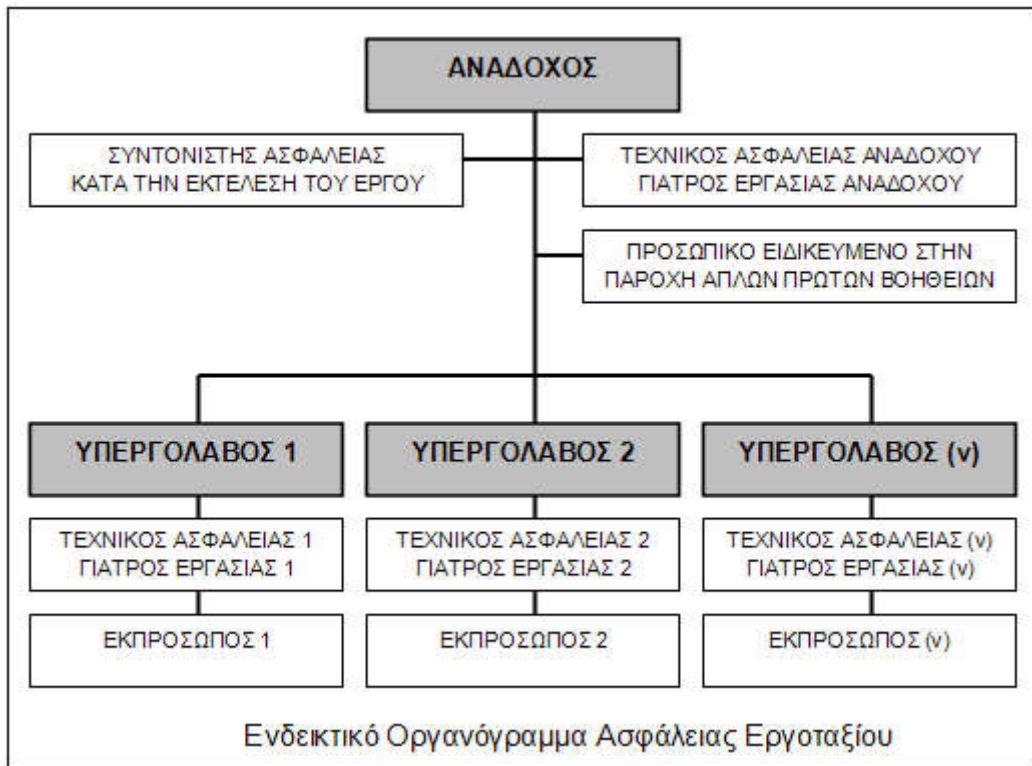 ΑΝΑΔΟΧΟΣ
ΣΥΝΤΟΝΙΣΤΗΣ ΑΣΦΑΛΕΙΑΣ
ΚΑΤΑ ΤΗΝ ΕΚΤΕΛΕΣΗ ΤΟΥ ΕΡΓΟΥ
ΤΕΧΝΙΚΟΣ ΑΣΦΑΛΕΙΑΣ ΑΝΑΔΟΧΟΥ
ΓΙΑΤΡΟΣ ΕΡΓΑΣΙΑΣ ΑΝΑΔΟΧΟΥ
ΠΡΟΣΩΠΙΚΟ ΕΙΔΙΚΕΥΜΕΝΟ ΣΤΗΝ
ΠΑΡΟΧΗ ΑΠΛΩΝ ΠΡΩΤΩΝ ΒΟΗΘΕΙΩΝ
ΥΠΕΡΓΟΛΑΒΟΣ 1
ΤΕΧΝΙΚΟΣ ΑΣΦΑΛΕΙΑΣ 1
ΓΙΑΤΡΟΣ ΕΡΓΑΣΙΑΣ 1
ΕΚΠΡΟΣΩΠΟΣ 1
ΥΠΕΡΓΟΛΑΒΟΣ 2
ΤΕΧΝΙΚΟΣ ΑΣΦΑΛΕΙΑΣ 2
ΓΙΑΤΡΟΣ ΕΡΓΑΣΙΑΣ 2
ΕΚΠΡΟΣΩΠΟΣ 2
ΥΠΕΡΓΟΛΑΒΟΣ (ν)
ΤΕΧΝΙΚΟΣ ΑΣΦΑΛΕΙΑΣ (ν)
ΓΙΑΤΡΟΣ ΕΡΓΑΣΙΑΣ (ν)
ΕΚΠΡΟΣΩΠΟΣ (ν)
Ενδεικτικό Οργανόγραμμα Ασφάλειας Εργοταξίου